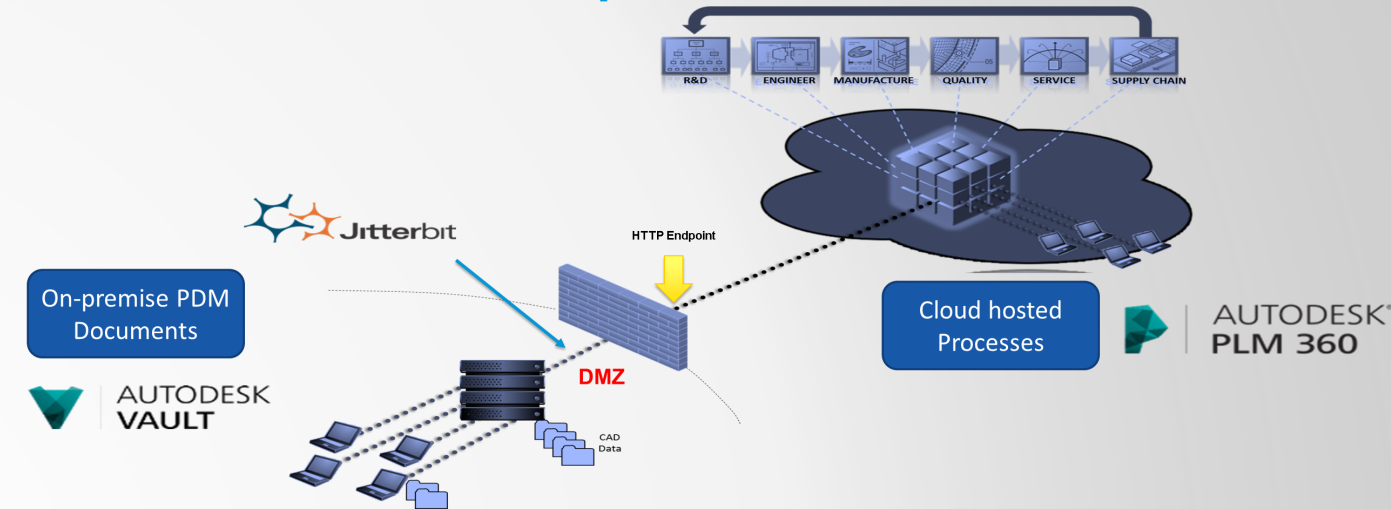 R&D
ENGINEER
MANUFACTURE
QUALITY
SERVICE
SUPPLY CHAIN
Jitterbit
HTTP Endpoint
On-premise PDM
Documents
Cloud hosted
Processes
AUTODESK®
PLM 360
DMZ
AUTODESK
VAULT
CAD
Data